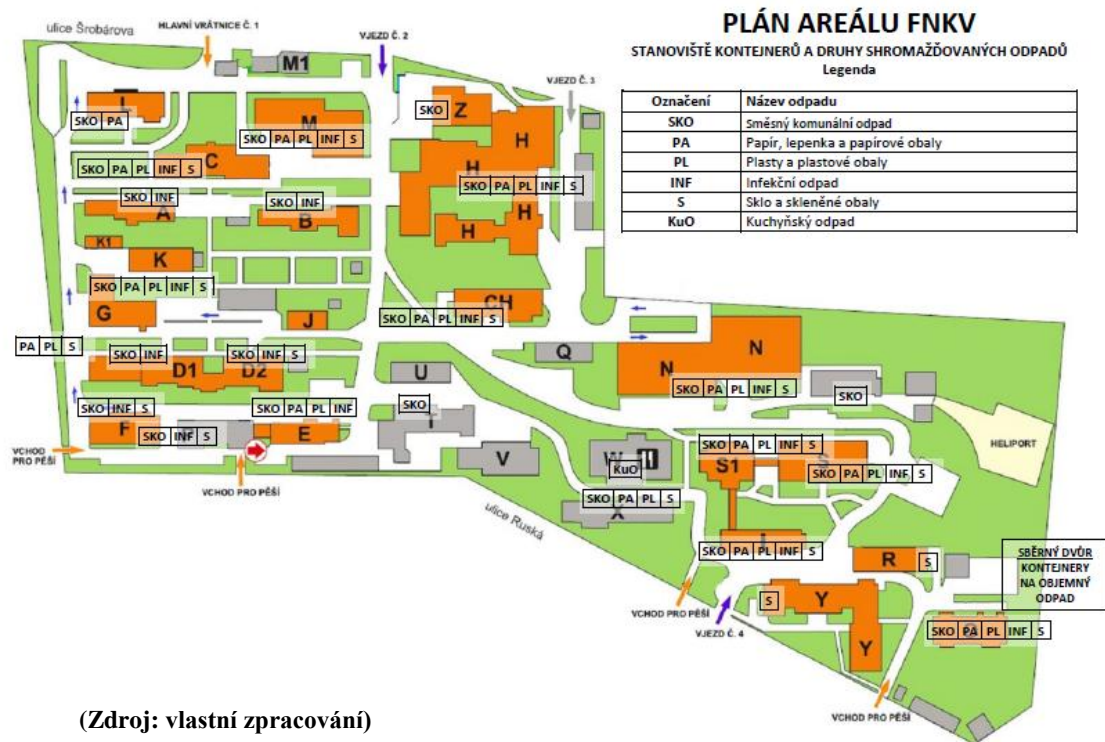 PLÁN AREÁLU FNKV
STANOVIŠTĚ KONTEJNERŮ A DRUHY SHROMAŽĎOVANÝCH ODPADŮ
Legenda
Označení Název odpadu
SKO Směsný komunální odpad
PA Papír, lepenka a papírové obaly
PL Plasty a plastové obaly
INF Infekční odpad
S Sklo a skleněné obaly
KuO Kuchyňský odpad
ulice Šrobárova
HLAVNÍ VRÁTNICE Č. 1
VJEZD Č. 2
VJEZD Č. 3
M1
L
SKO PA
M
SKO PA PL INF S
SKO Z
H
H
SKO PA PL INF S
H
H
C
SKO PA PL INF S
SKO INF
A
SKO INF
B
K1
K
SKO PA PL INF S
G
J
CH
SKO PA PL INF S
PA PL S
SKO INF
D1
SKO INF S
D2
Q
N
N
SKO PA PL INF S
U
SKO
SKO
SKO INF S
F
SKO PA PL INF
E
SKO INF S
VCHOD
PRO PĚŠÍ
VCHOD PRO PĚŠÍ
V
W
KuO
SKO PA PL S
X
ulice Ruská
SKO PA PL INF S
S1
S
SKO PA PL INF S
HELIPORT
SKO PA PL INF S
R S
SBĚRNÝ DVŮR
KONTEJNERY
NA OBJEMNÝ
ODPAD
S Y
Y
VCHOD PRO PĚŠÍ
VJEZD Č. 4
SKO PA PL INF S
VCHOD PRO PĚŠÍ
(Zdroj: vlastní zpracování)